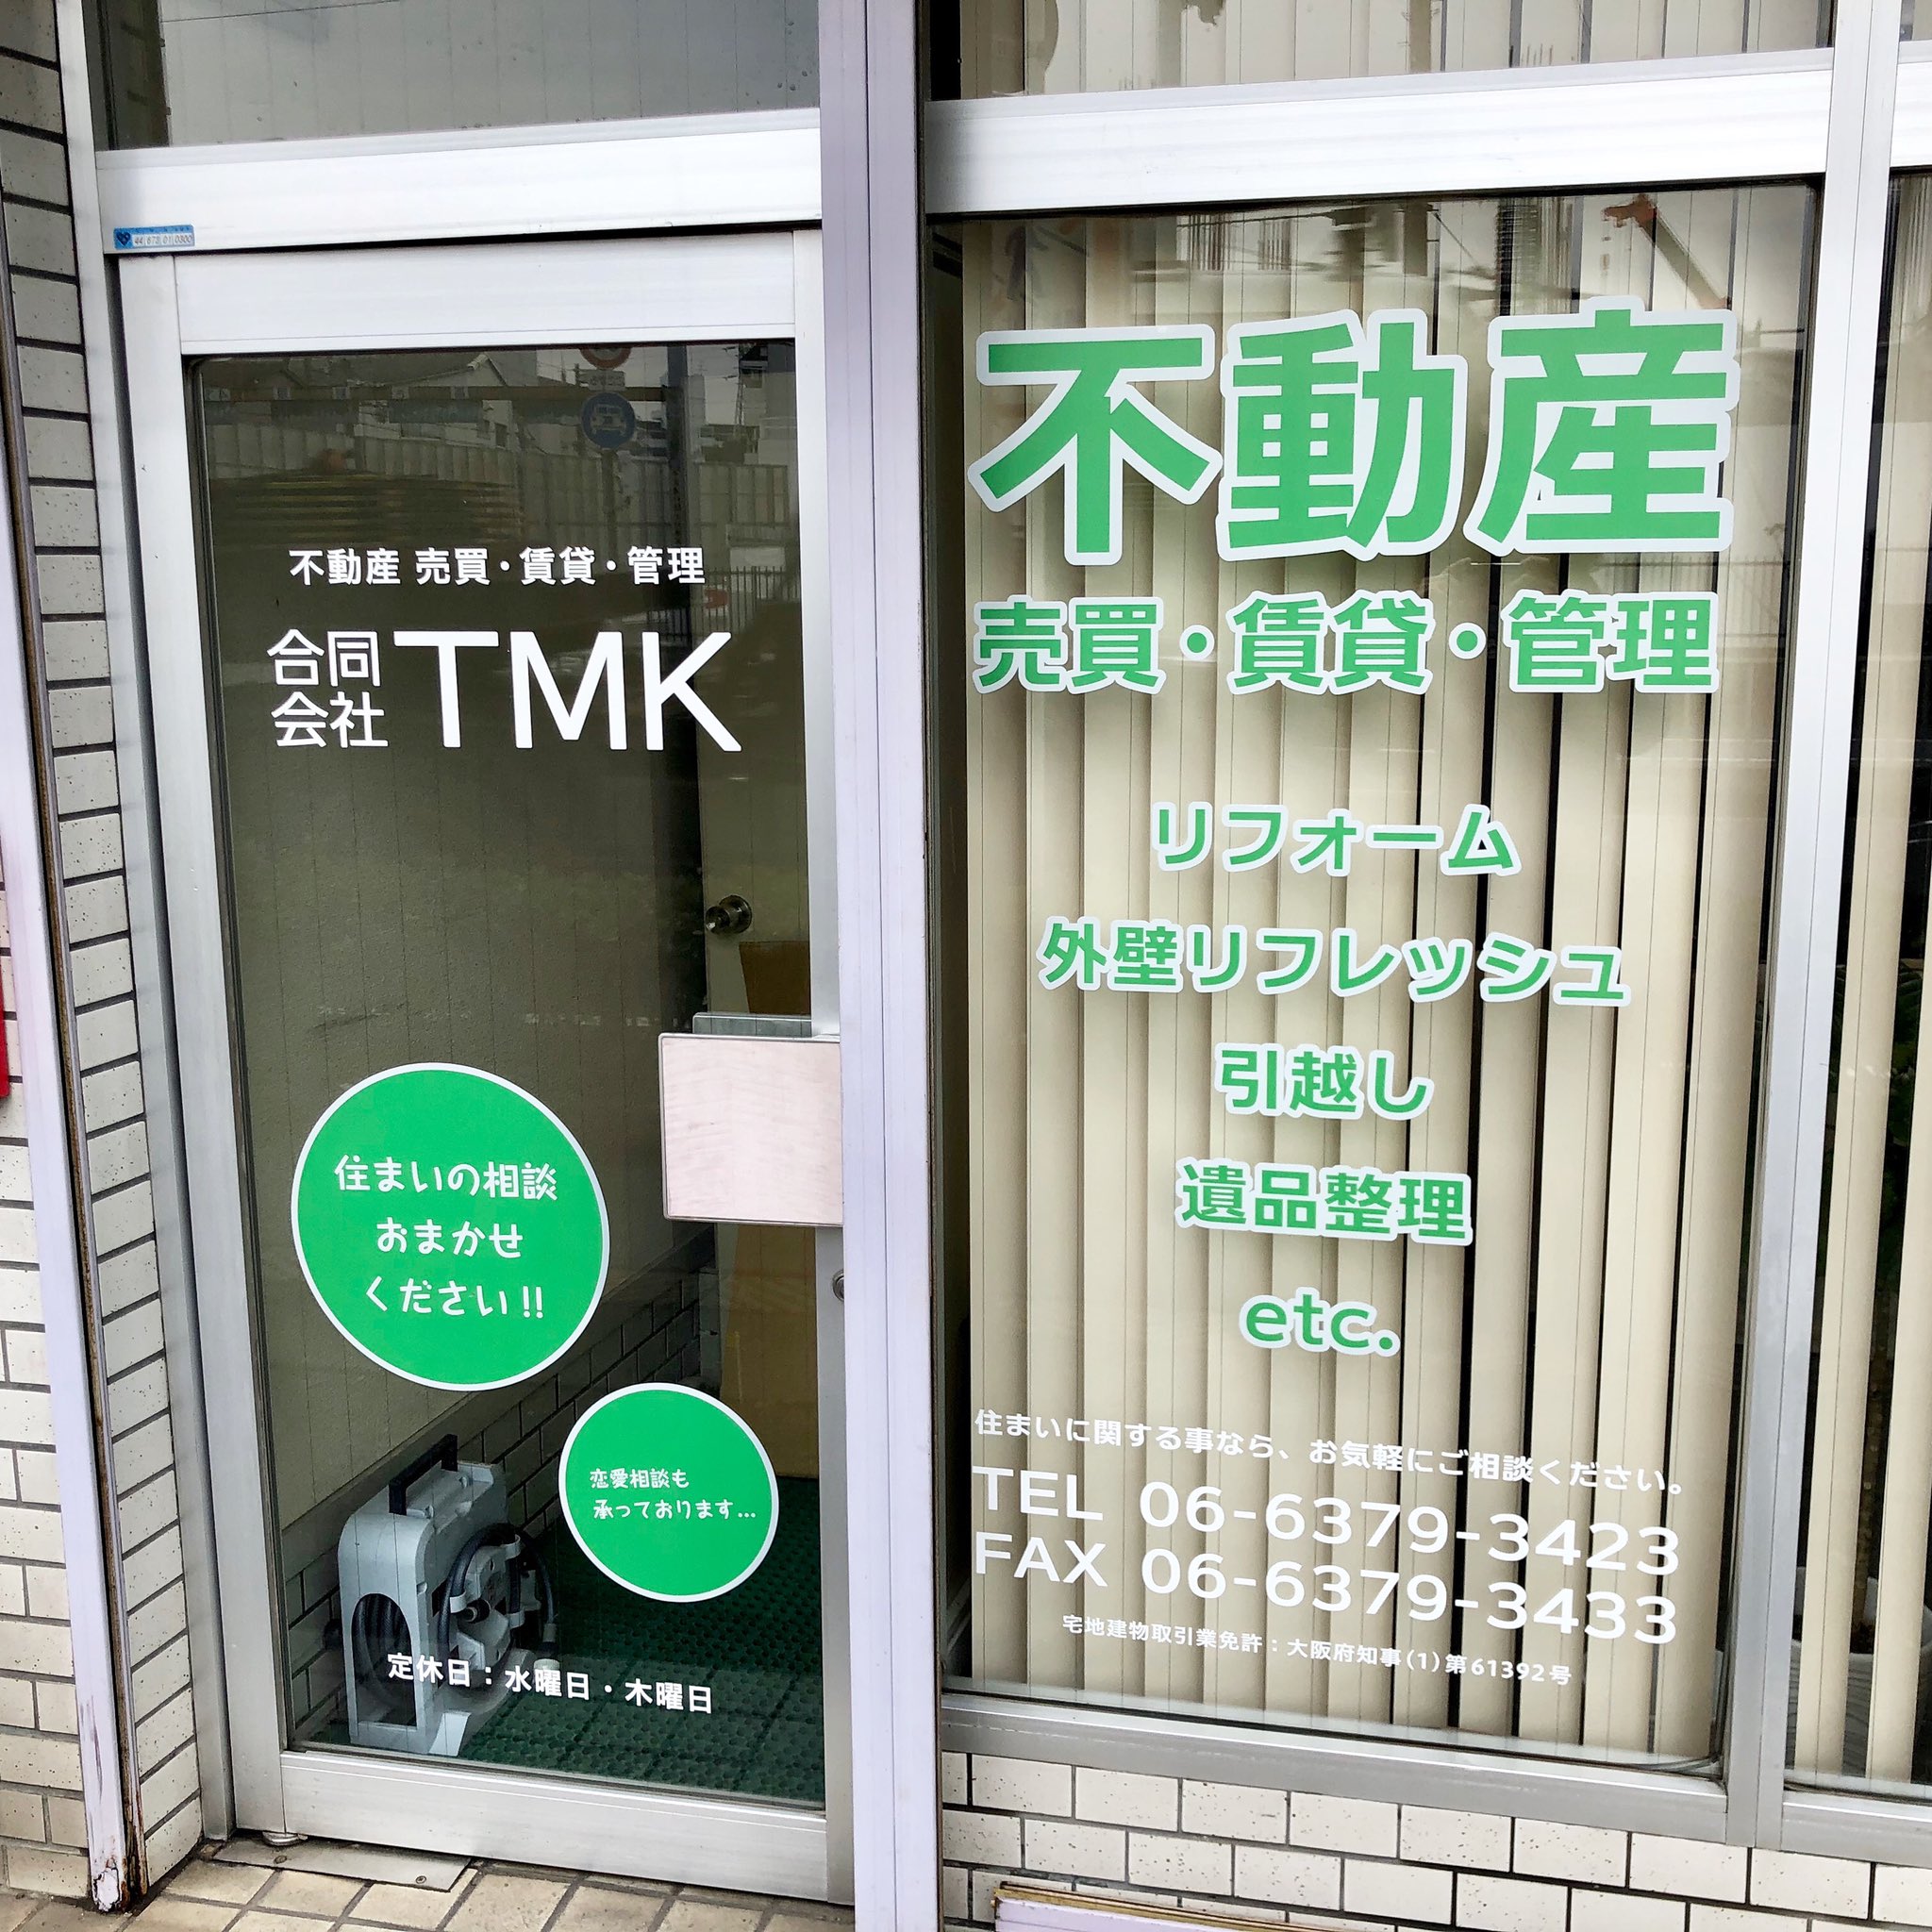 不動産 売買・賃貸・管理
合同
会社
TMK
住まいの相談
おまかせ
ください!!
恋愛相談も
承っております...
定休日：水曜日・木曜日
不動産
売買・賃貸・管理
リフォーム
外壁リフレッシュ
引越し
遺品整理
etc.
住まいに関する事なら、お気軽にご相談ください。
TEL 06-6379-3423
FAX 06-6379-3433
宅地建物取引業免許：大阪府知事(1)第61392号